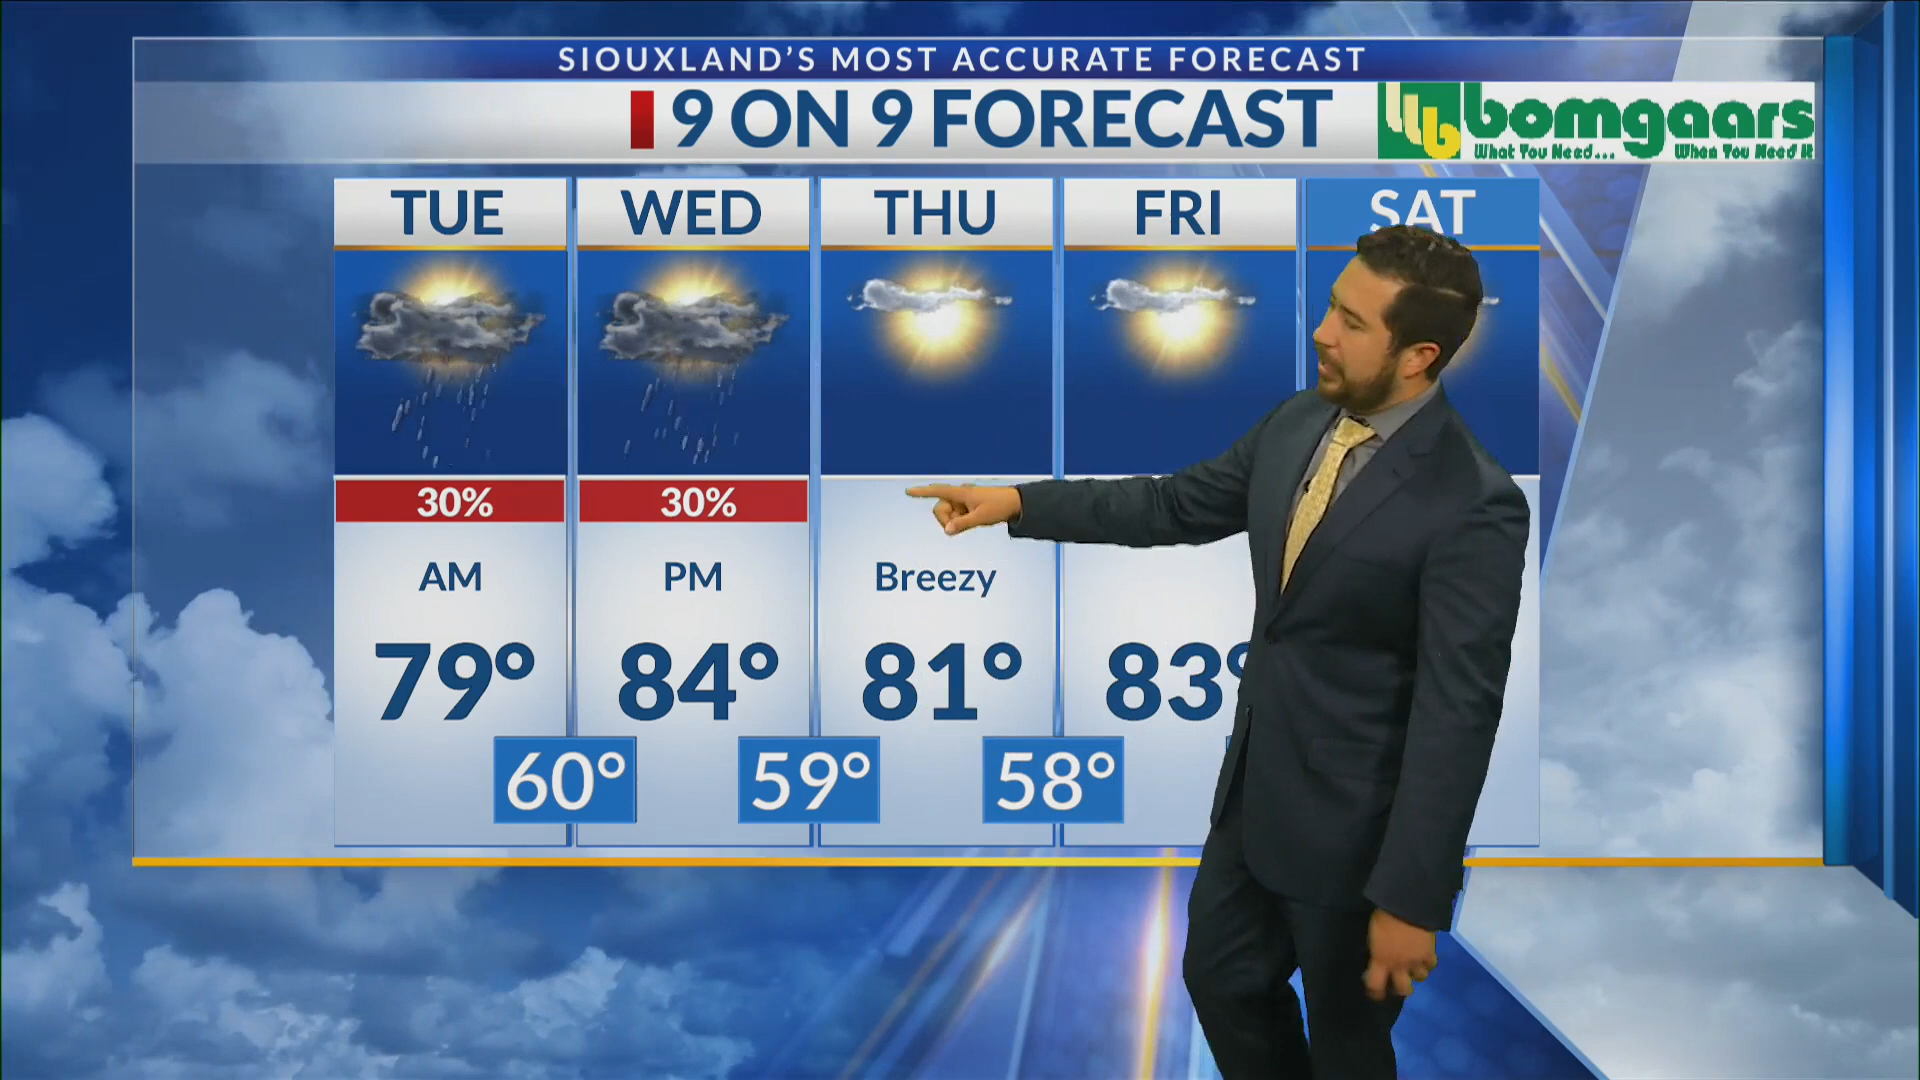 SIOUXLAND'S MOST ACCURATE FORECAST
9 ON 9 FORECAST
bomgaars
What You Need... When You Need It
TUE WED THU FRI SAT
30% 30%
AM PM Breezy
79° 84° 81° 83°
60° 59° 58°